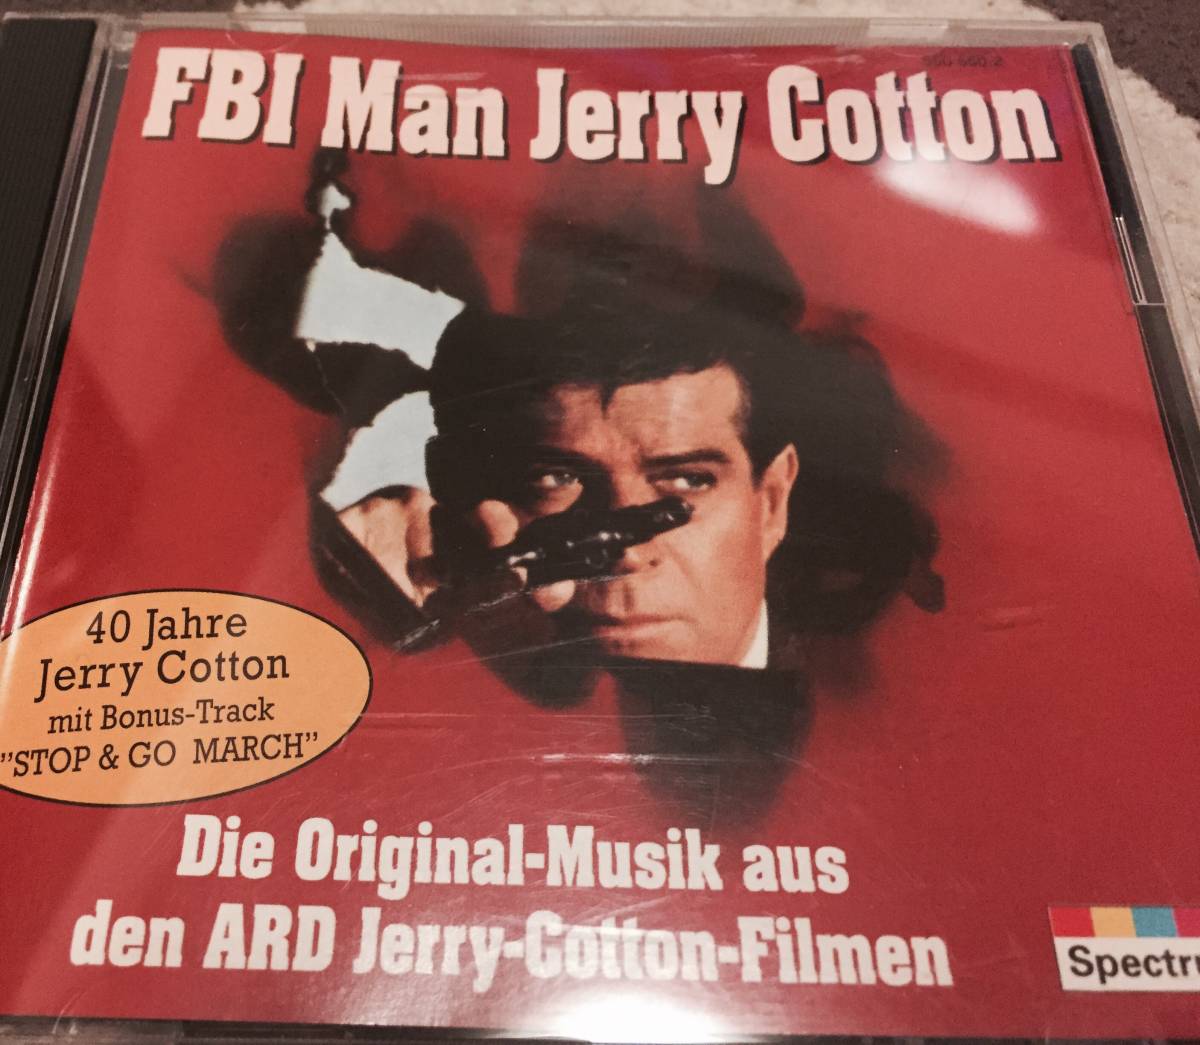 FBI Man Jerry Cotton
40 Jahre
Jerry Cotton
mit Bonus-Track
"STOP & GO MARCH"
Die Original-Musik aus
den ARD Jerry-Cotton-Filmen